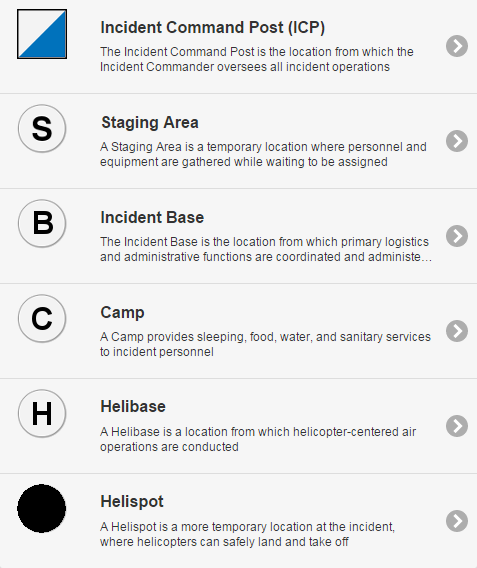 Incident Command Post (ICP)
The Incident Command Post is the location from which the
Incident Commander oversees all incident operations
S
Staging Area
A Staging Area is a temporary location where personnel and
equipment are gathered while waiting to be assigned
B
Incident Base
The Incident Base is the location from which primary logistics
and administrative functions are coordinated and administe…
C
Camp
A Camp provides sleeping, food, water, and sanitary services
to incident personnel
H
Helibase
A Helibase is a location from which helicopter-centered air
operations are conducted
Helispot
A Helispot is a more temporary location at the incident,
where helicopters can safely land and take off